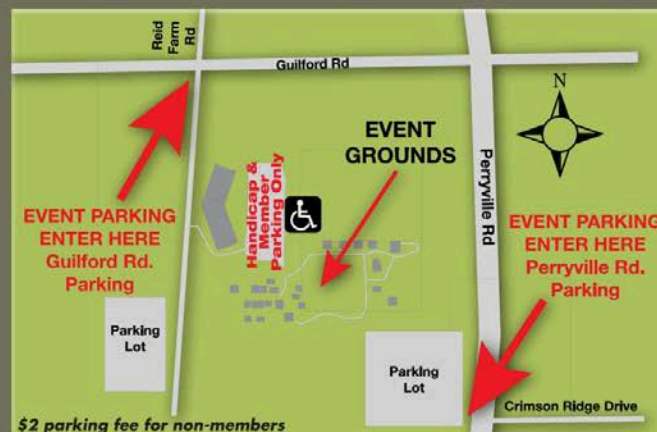 Reid
Farm
Rd
Guilford Rd
N
EVENT
GROUNDS
Perryville Rd
Handicap &
Member
Parking Only
EVENT PARKING
ENTER HERE
Guilford Rd.
Parking
EVENT PARKING
ENTER HERE
Perryville Rd.
Parking
Parking
Lot
Parking
Lot
Crimson Ridge Drive
$2 parking fee for non-members